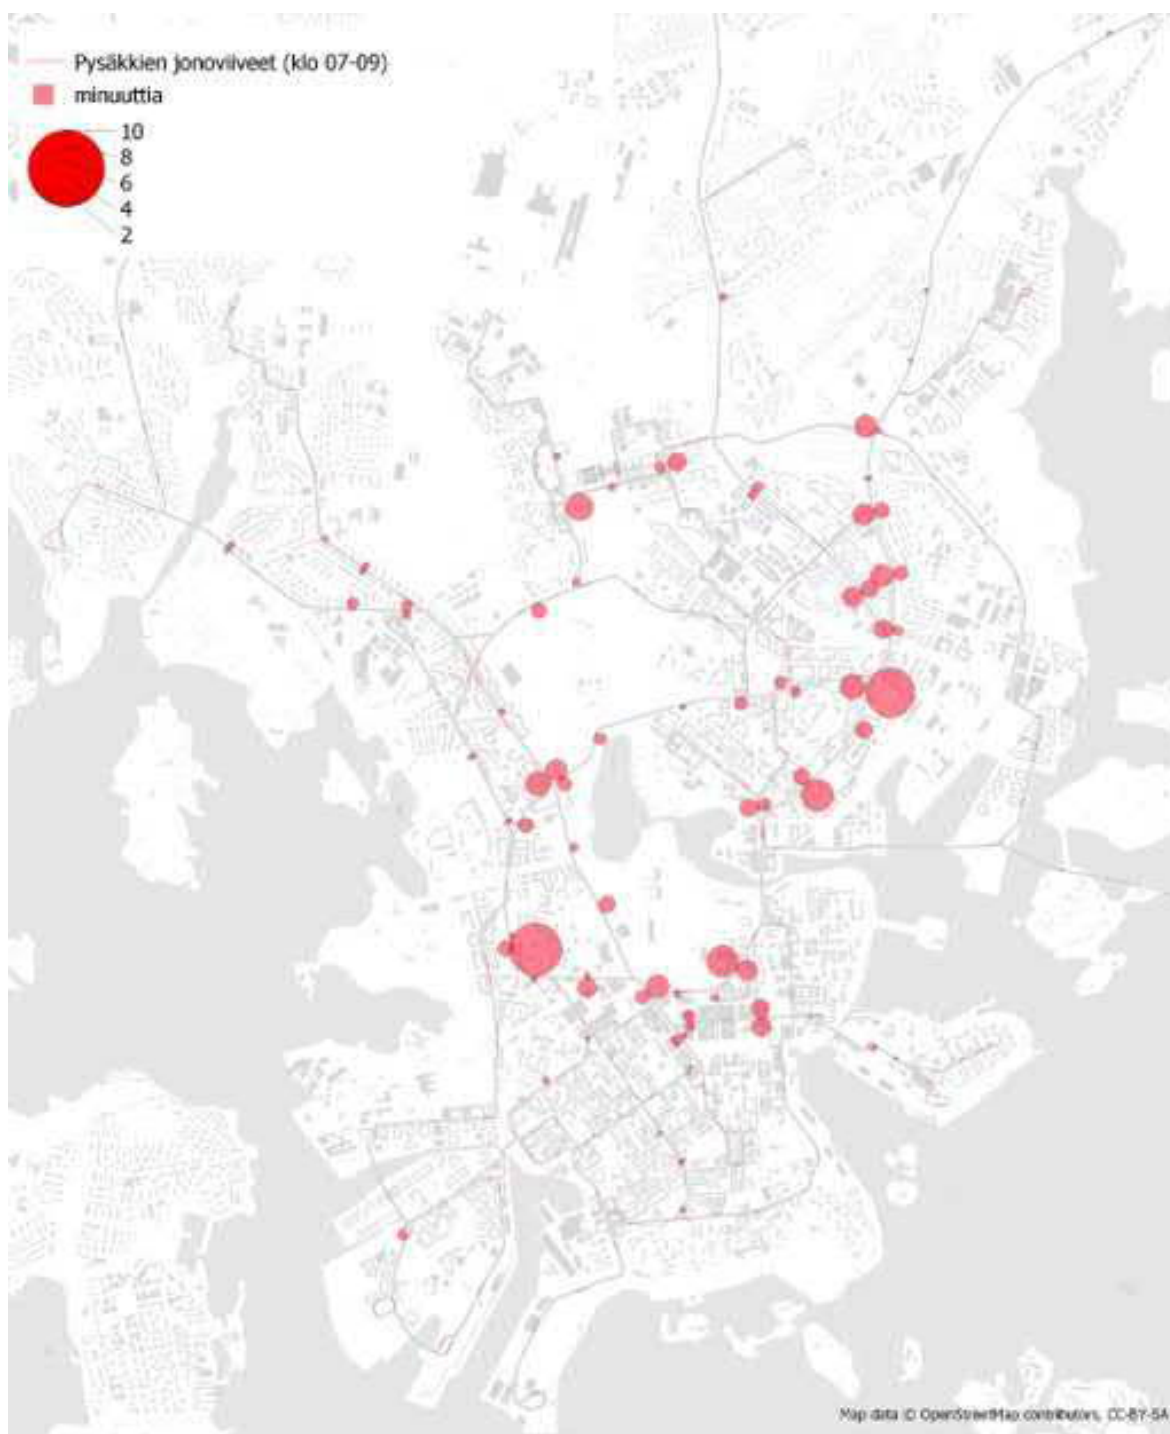 Pysäkkien jonoviiveet (klo 07-09)
minuuttia
10
8
6
4
2
Map data © OpenStreetMap contributors, CC-BY-SA